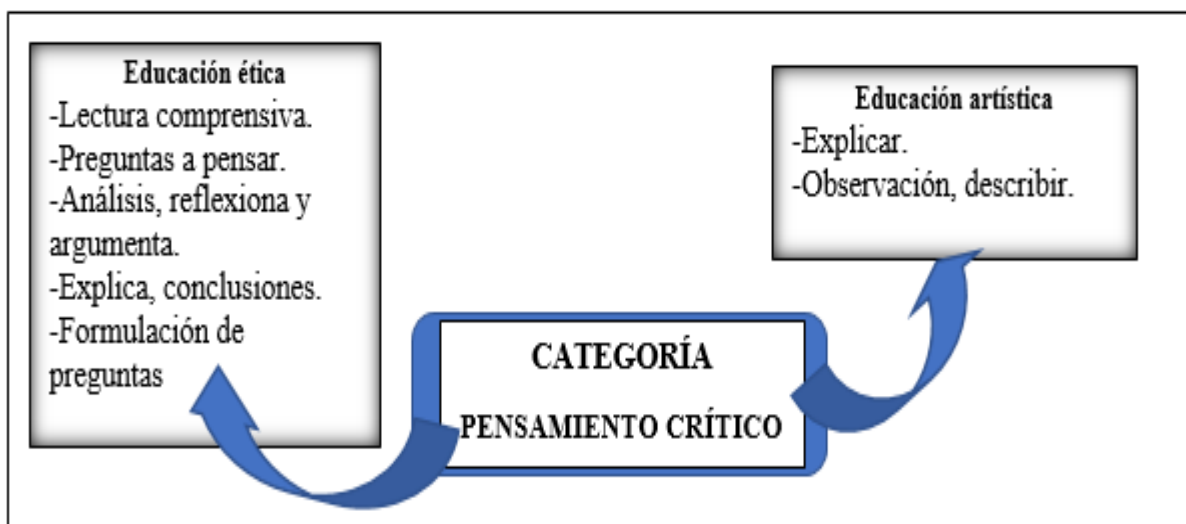 Educación ética
-Lectura comprensiva.
-Preguntas a pensar.
-Análisis, reflexiona y
argumenta.
-Explica, conclusiones.
-Formulación de
preguntas
Educación artística
-Explicar.
-Observación, describir.
CATEGORÍA
PENSAMIENTO CRÍTICO